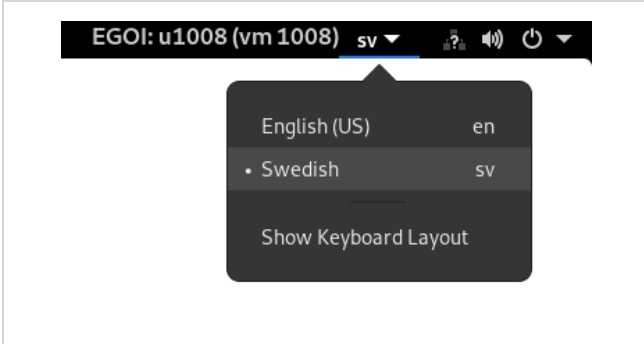 EGOI: u1008 (vm 1008) sv
English (US) en
• Swedish sv
Show Keyboard Layout